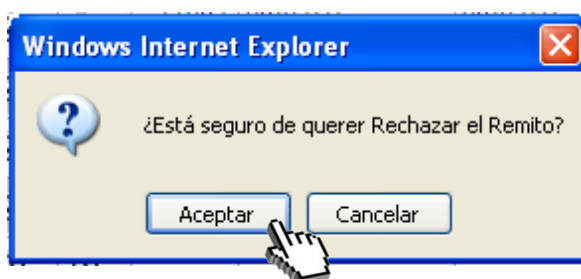 Windows Internet Explorer
¿Está seguro de querer Rechazar el Remito?
Aceptar
Cancelar